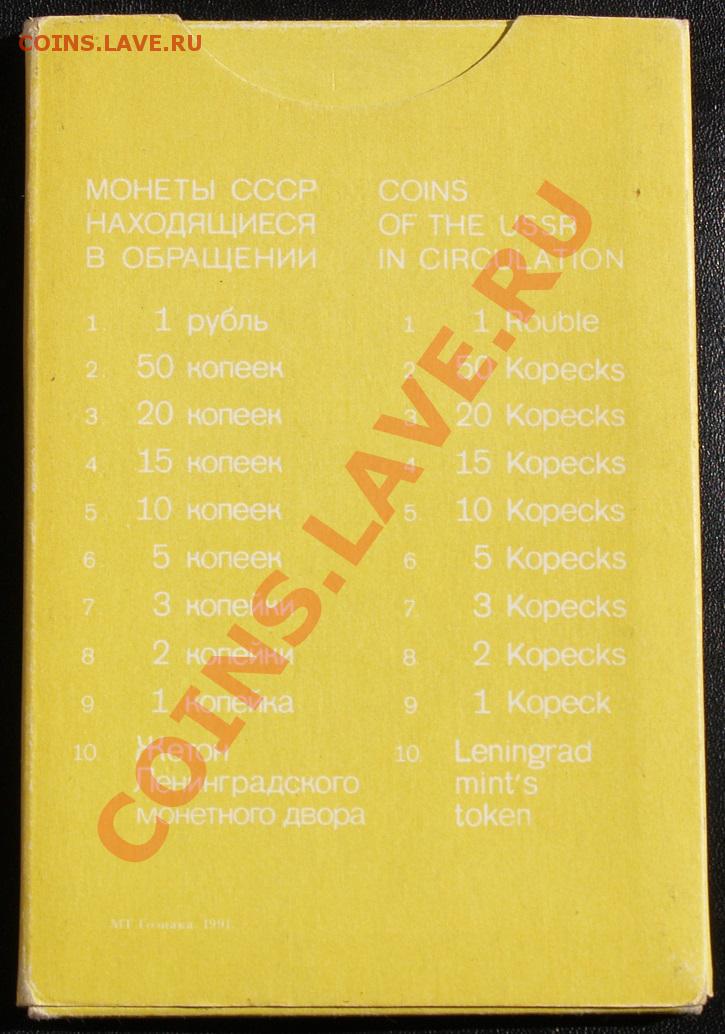 COINS.LAVE.RU
МОНЕТЫ СССР
НАХОДЯЩИЕСЯ
В ОБРАЩЕНИИ
1. 1 рубль
2. 50 копеек
3. 20 копеек
4. 15 копеек
5. 10 копеек
6. 5 копеек
7. 3 копейки
8. 2 копейки
9. 1 копейка
10. Жетон
Ленинградского
монетного двора
COINS
OF THE USSR
IN CIRCULATION
1. 1 Rouble
2. 50 Kopecks
3. 20 Kopecks
4. 15 Kopecks
5. 10 Kopecks
6. 5 Kopecks
7. 3 Kopecks
8. 2 Kopecks
9. 1 Kopeck
10. Leningrad
mint's
token
МТ Гознака. 1991.
COINS.LAVE.RU